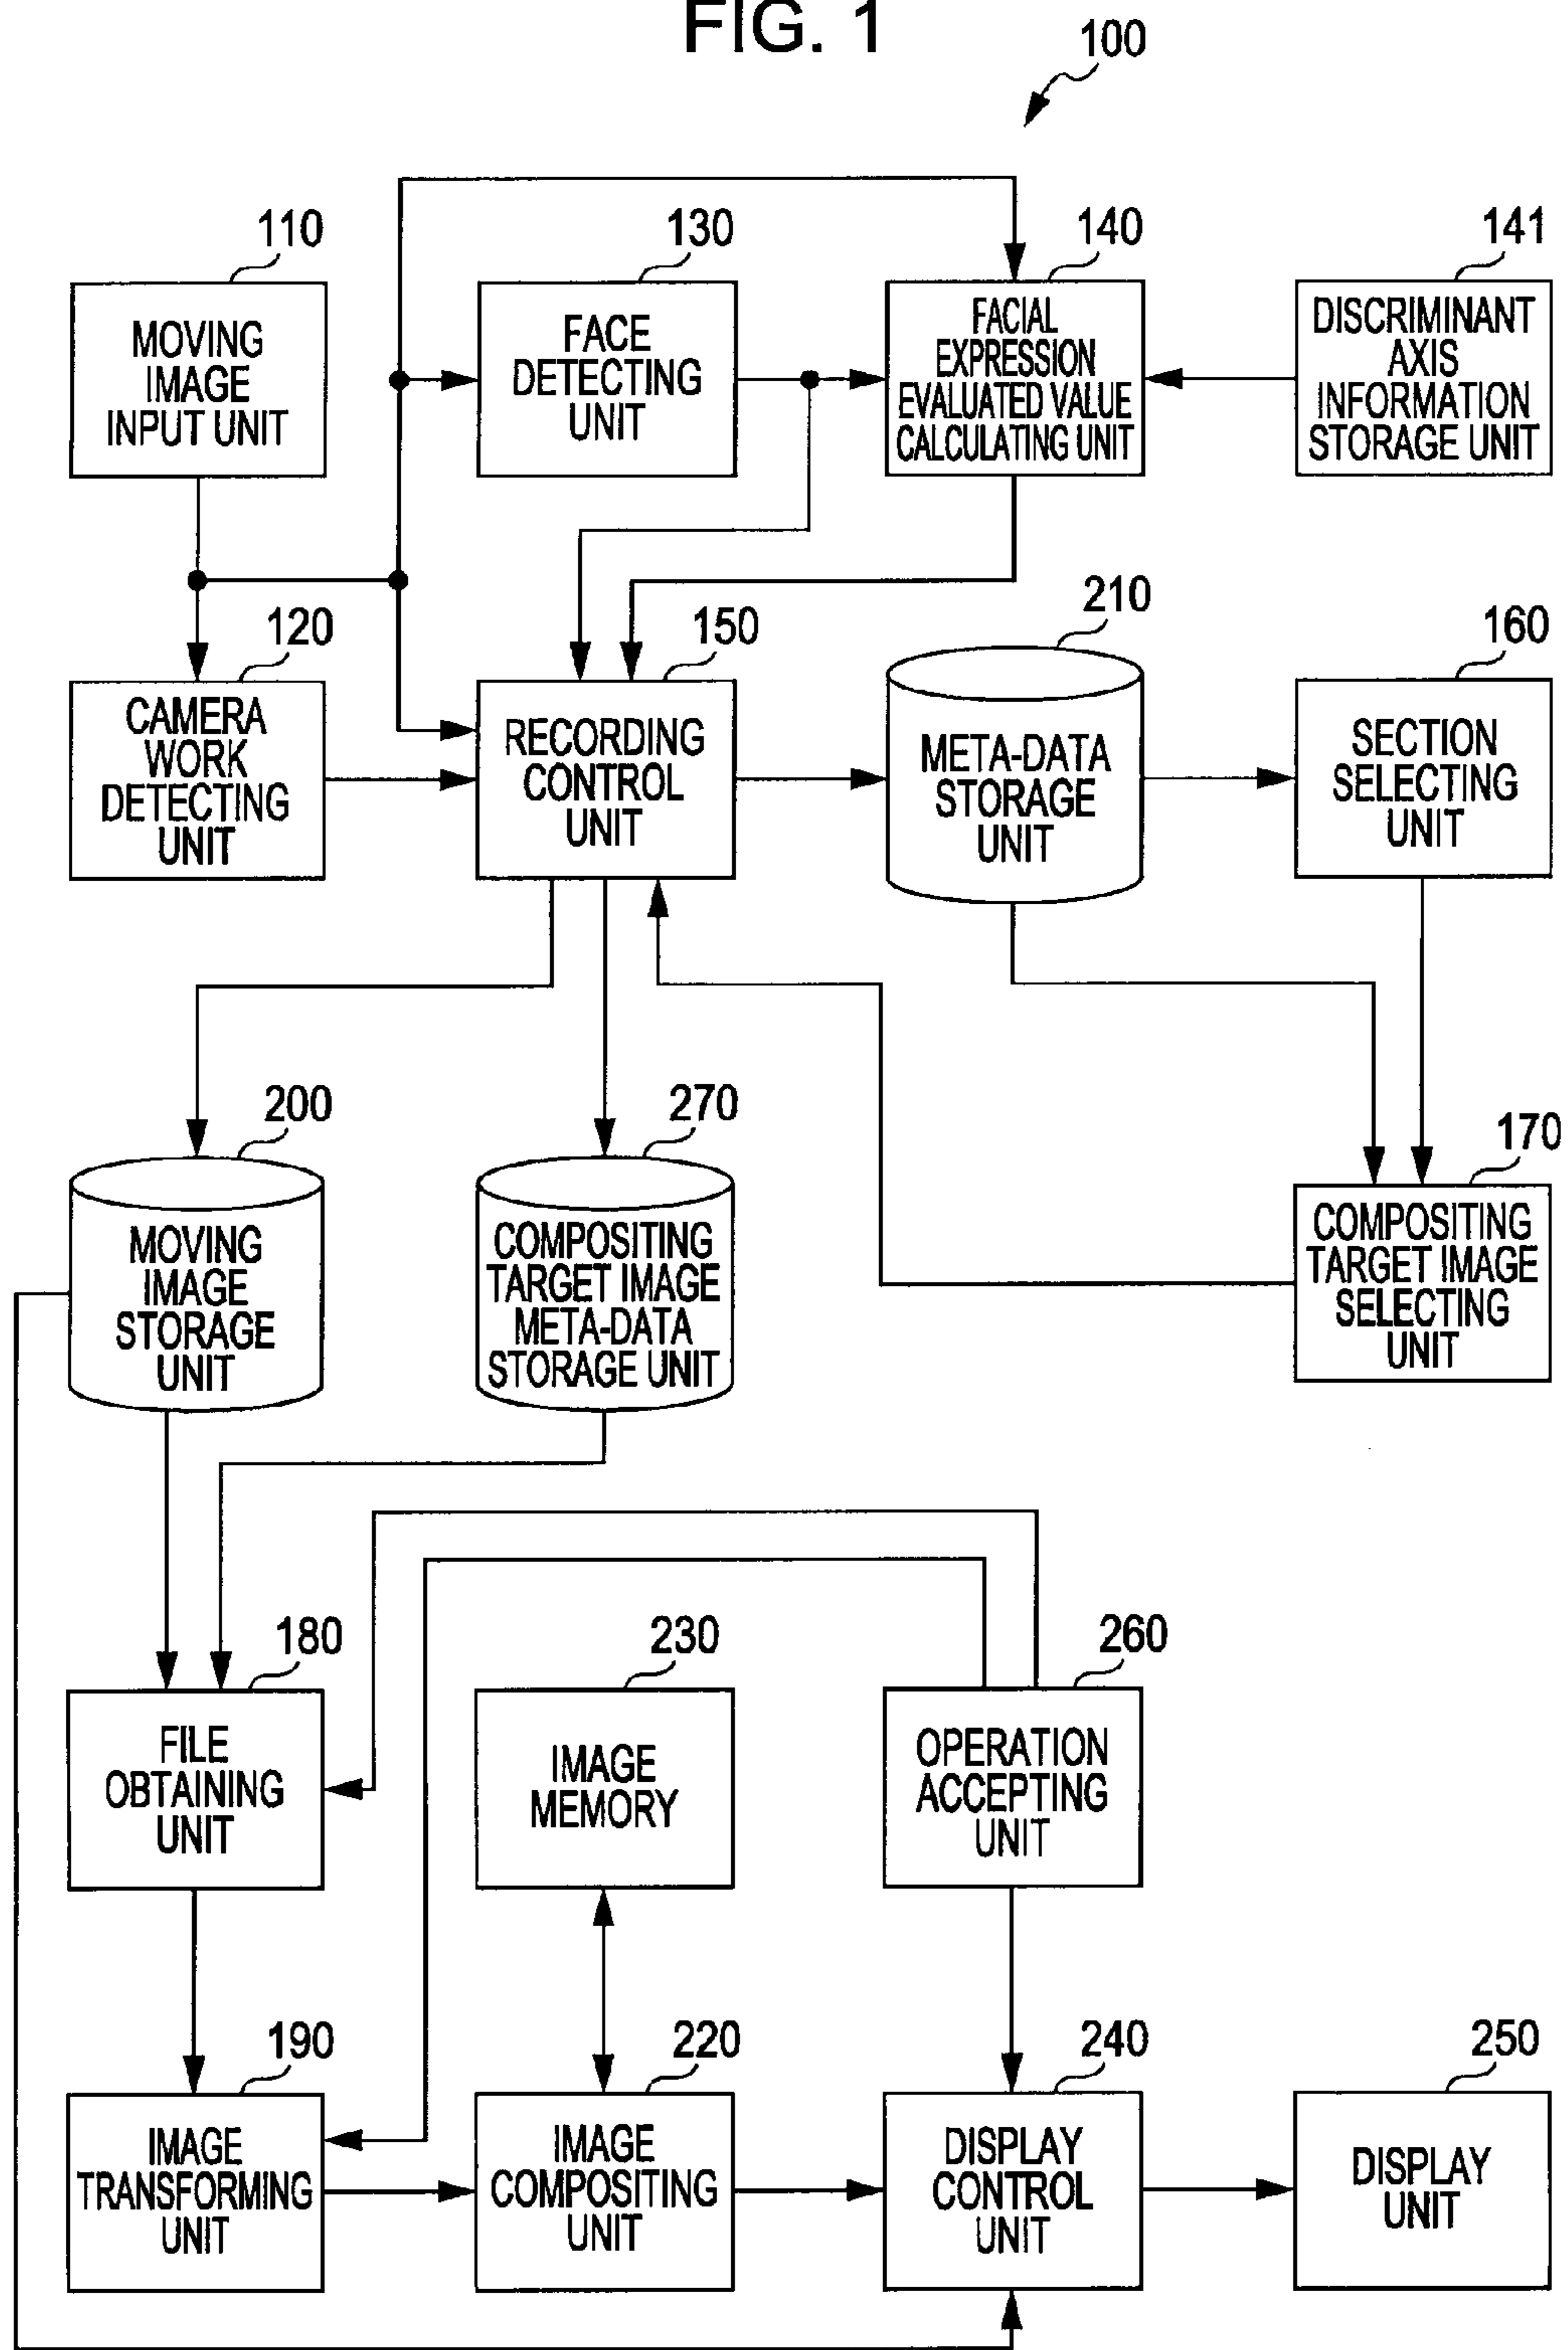 FIG. 1
100
110
130
140
141
MOVING
IMAGE
INPUT UNIT
FACE
DETECTING
UNIT
FACIAL
EXPRESSION
EVALUATED VALUE
CALCULATING UNIT
DISCRIMINANT
AXIS
INFORMATION
STORAGE UNIT
120
150
210
160
CAMERA
WORK
DETECTING
UNIT
RECORDING
CONTROL
UNIT
META-DATA
STORAGE
UNIT
SECTION
SELECTING
UNIT
200
270
170
MOVING
IMAGE
STORAGE
UNIT
COMPOSITING
TARGET IMAGE
META-DATA
STORAGE UNIT
COMPOSITING
TARGET IMAGE
SELECTING
UNIT
180
230
260
FILE
OBTAINING
UNIT
IMAGE
MEMORY
OPERATION
ACCEPTING
UNIT
190
220
240
250
IMAGE
TRANSFORMING
UNIT
IMAGE
COMPOSITING
UNIT
DISPLAY
CONTROL
UNIT
DISPLAY
UNIT